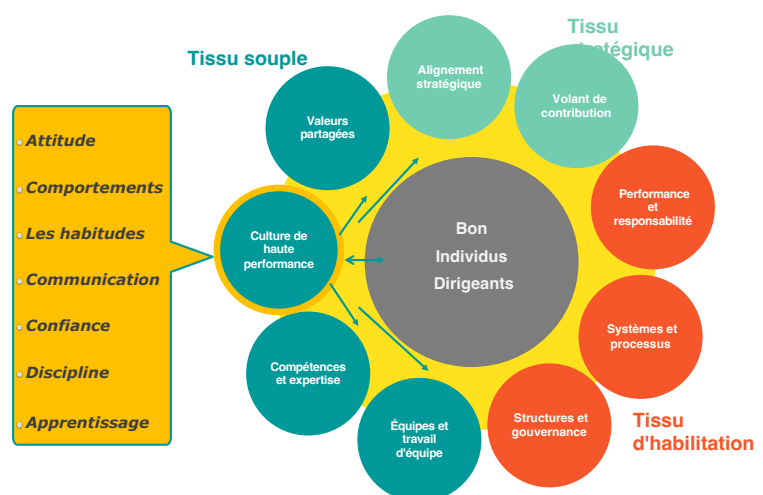 Tissu souple
Tissu
stratégique
Alignement
stratégique
Volant de
contribution
Valeurs
partagées
Attitude
Comportements
Les habitudes
Communication
Confiance
Discipline
Apprentissage
Culture de
haute
performance
Bon
Individus
Dirigeants
Performance
et
responsabilité
Systèmes et
processus
Compétences
et expertise
Équipes et
travail
d'équipe
Structures et
gouvernance
Tissu
d'habilitation